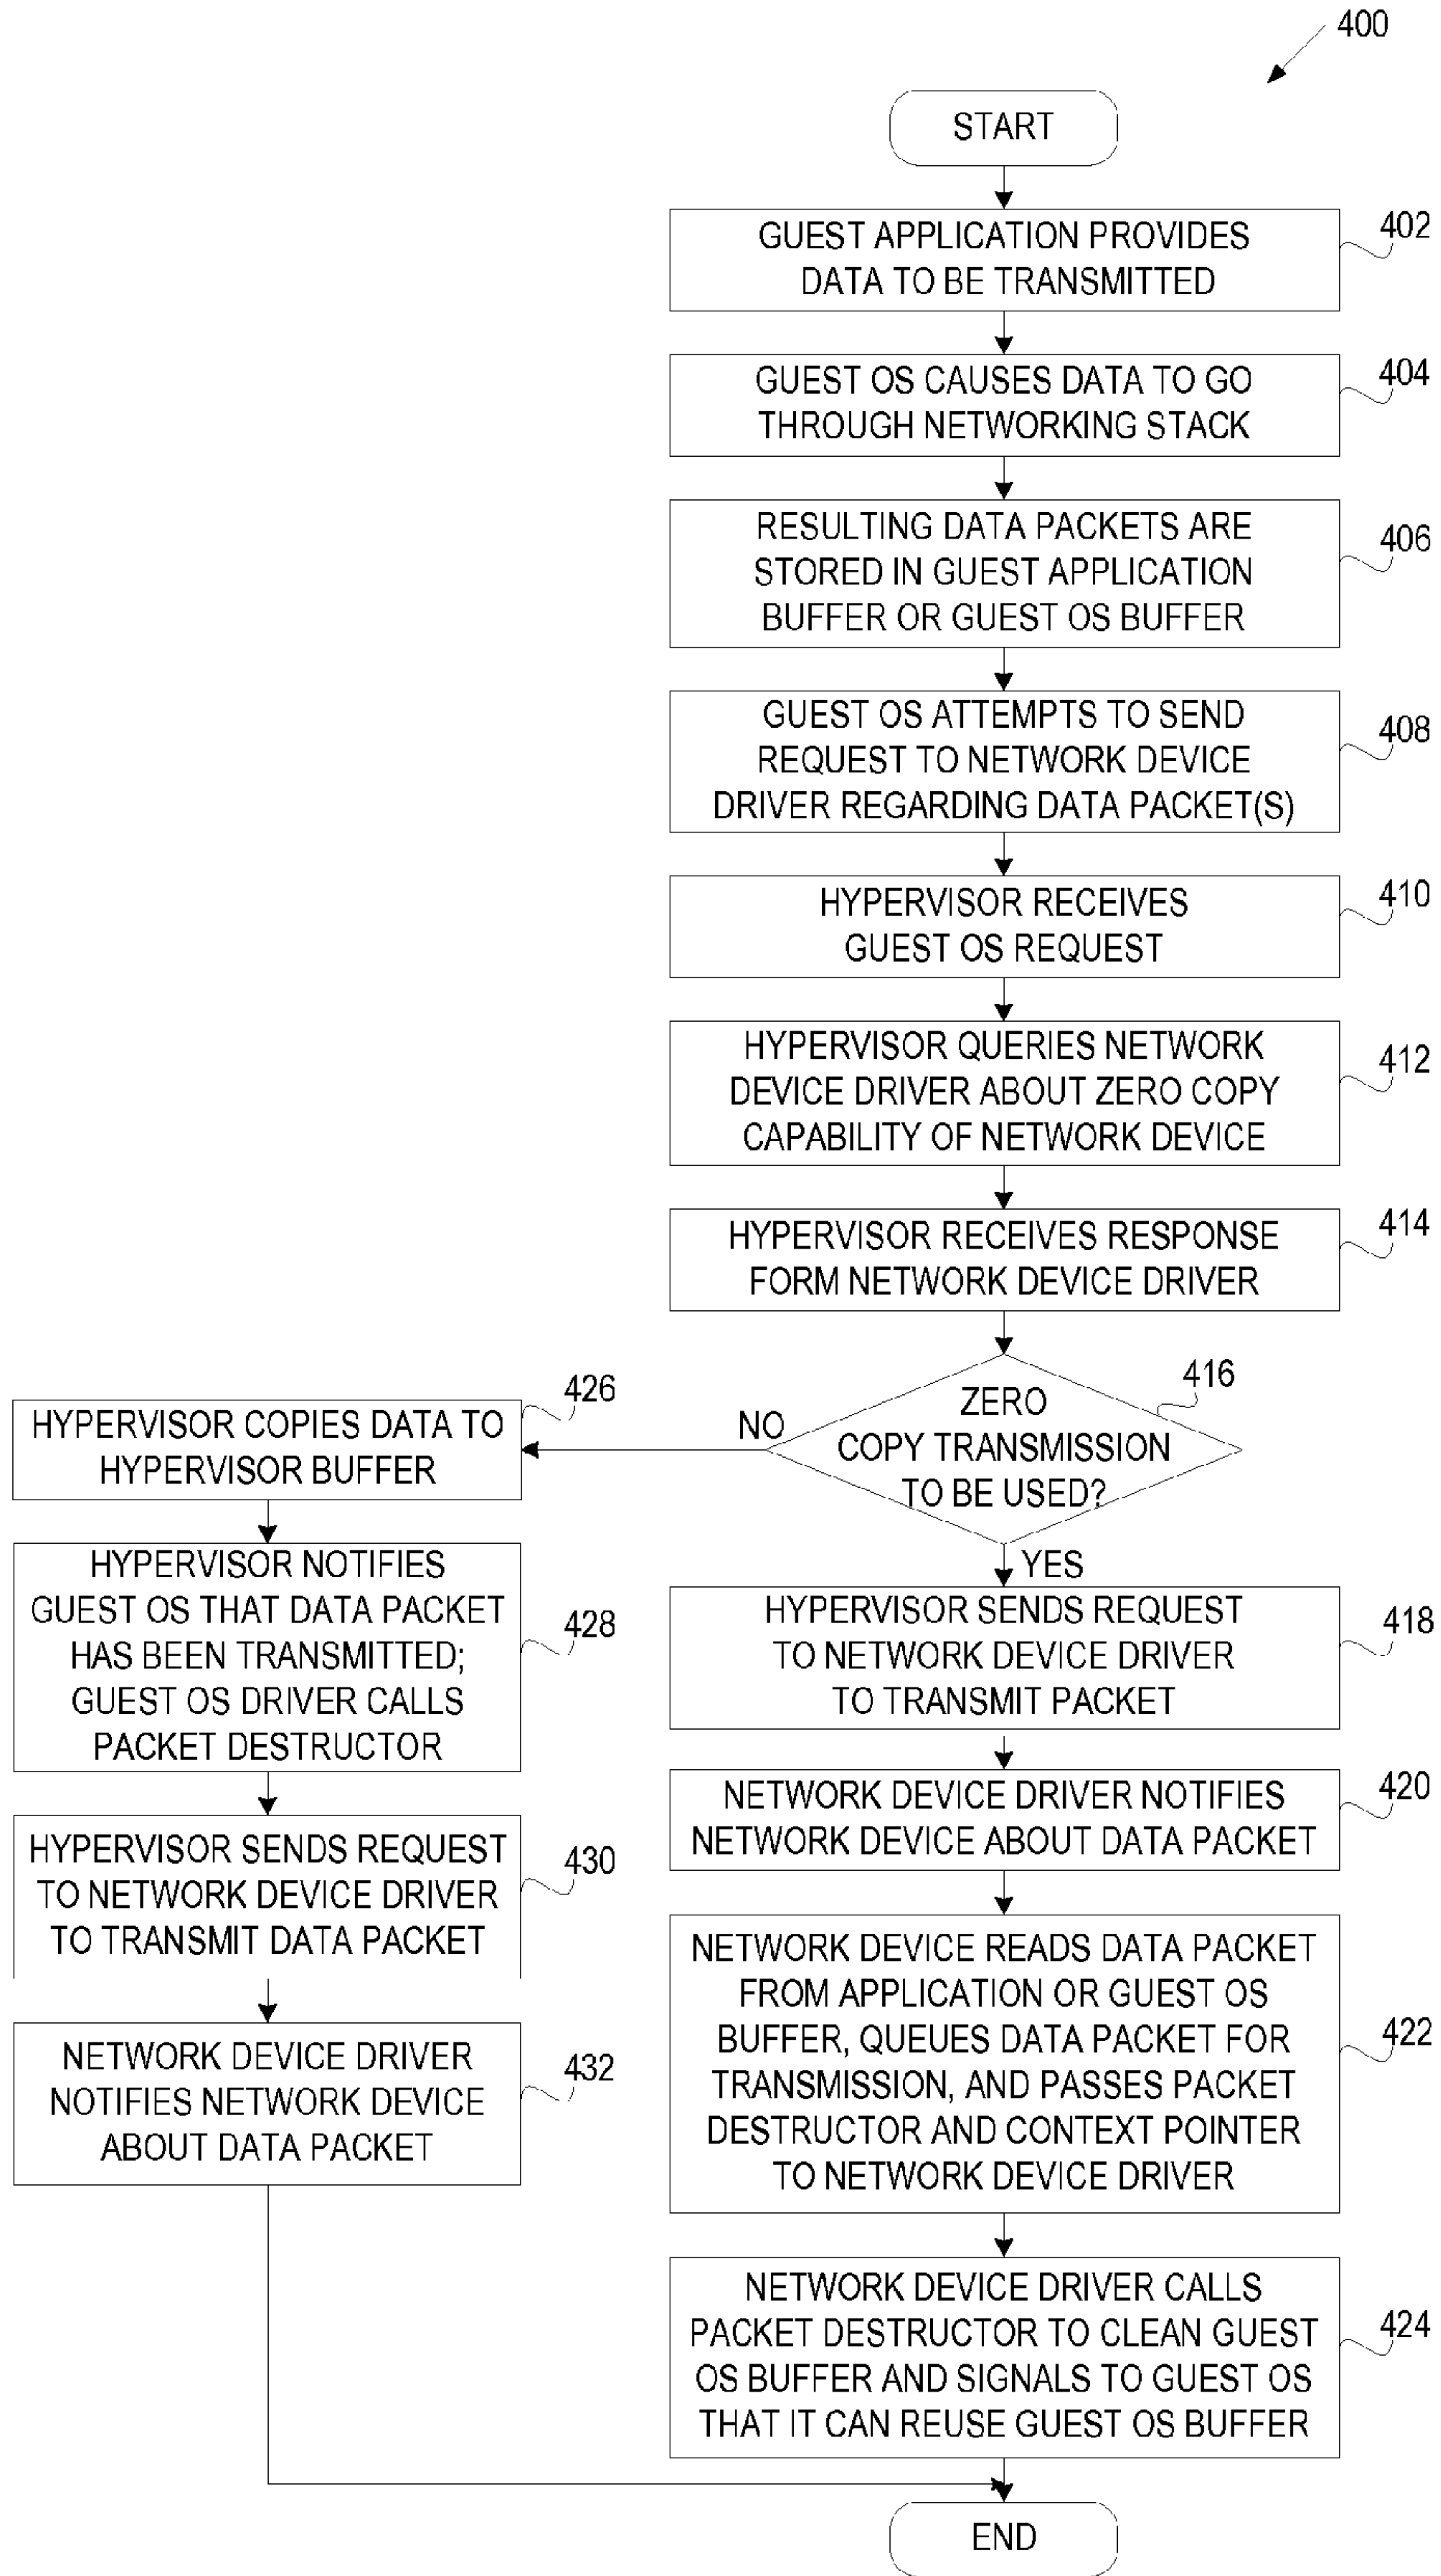 400
START
GUEST APPLICATION PROVIDES
DATA TO BE TRANSMITTED
402
GUEST OS CAUSES DATA TO GO
THROUGH NETWORKING STACK
404
RESULTING DATA PACKETS ARE
STORED IN GUEST APPLICATION
BUFFER OR GUEST OS BUFFER
406
GUEST OS ATTEMPTS TO SEND
REQUEST TO NETWORK DEVICE
DRIVER REGARDING DATA PACKET(S)
408
HYPERVISOR RECEIVES
GUEST OS REQUEST
410
HYPERVISOR QUERIES NETWORK
DEVICE DRIVER ABOUT ZERO COPY
CAPABILITY OF NETWORK DEVICE
412
HYPERVISOR RECEIVES RESPONSE
FORM NETWORK DEVICE DRIVER
414
ZERO
COPY TRANSMISSION
TO BE USED?
416
NO
YES
HYPERVISOR COPIES DATA TO
HYPERVISOR BUFFER
426
HYPERVISOR NOTIFIES
GUEST OS THAT DATA PACKET
HAS BEEN TRANSMITTED;
GUEST OS DRIVER CALLS
PACKET DESTRUCTOR
428
HYPERVISOR SENDS REQUEST
TO NETWORK DEVICE DRIVER
TO TRANSMIT DATA PACKET
430
NETWORK DEVICE DRIVER
NOTIFIES NETWORK DEVICE
ABOUT DATA PACKET
432
HYPERVISOR SENDS REQUEST
TO NETWORK DEVICE DRIVER
TO TRANSMIT PACKET
418
NETWORK DEVICE DRIVER NOTIFIES
NETWORK DEVICE ABOUT DATA PACKET
420
NETWORK DEVICE READS DATA PACKET
FROM APPLICATION OR GUEST OS
BUFFER, QUEUES DATA PACKET FOR
TRANSMISSION, AND PASSES PACKET
DESTRUCTOR AND CONTEXT POINTER
TO NETWORK DEVICE DRIVER
422
NETWORK DEVICE DRIVER CALLS
PACKET DESTRUCTOR TO CLEAN GUEST
OS BUFFER AND SIGNALS TO GUEST OS
THAT IT CAN REUSE GUEST OS BUFFER
424
END